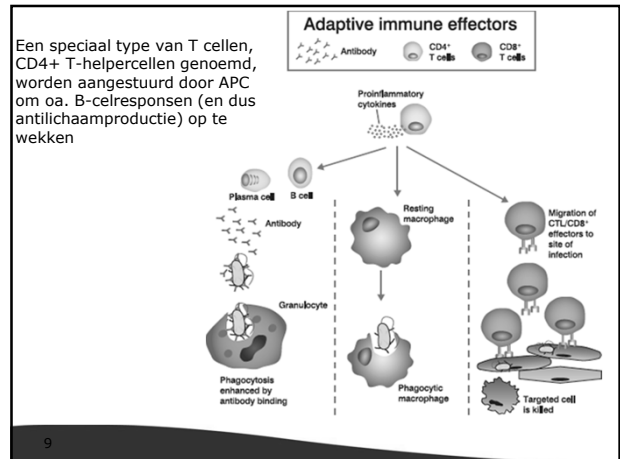 Een speciaal type van T cellen,
CD4+ T-helpercellen genoemd,
worden aangestuurd door APC
om oa. B-celresponsen (en dus
antilichaamproductie) op te
wekken
Adaptive immune effectors
Antibody
CD4⁺
T cells
CD8⁺
T cells
Proinflammatory
cytokines
Plasma cell
B cell
Antibody
Granulocyte
Phagocytosis
enhanced by
antibody binding
Resting
macrophage
Phagocytic
macrophage
Migration of
CTL/CD8⁺
effectors to
site of
infection
Targeted cell
is killed
9